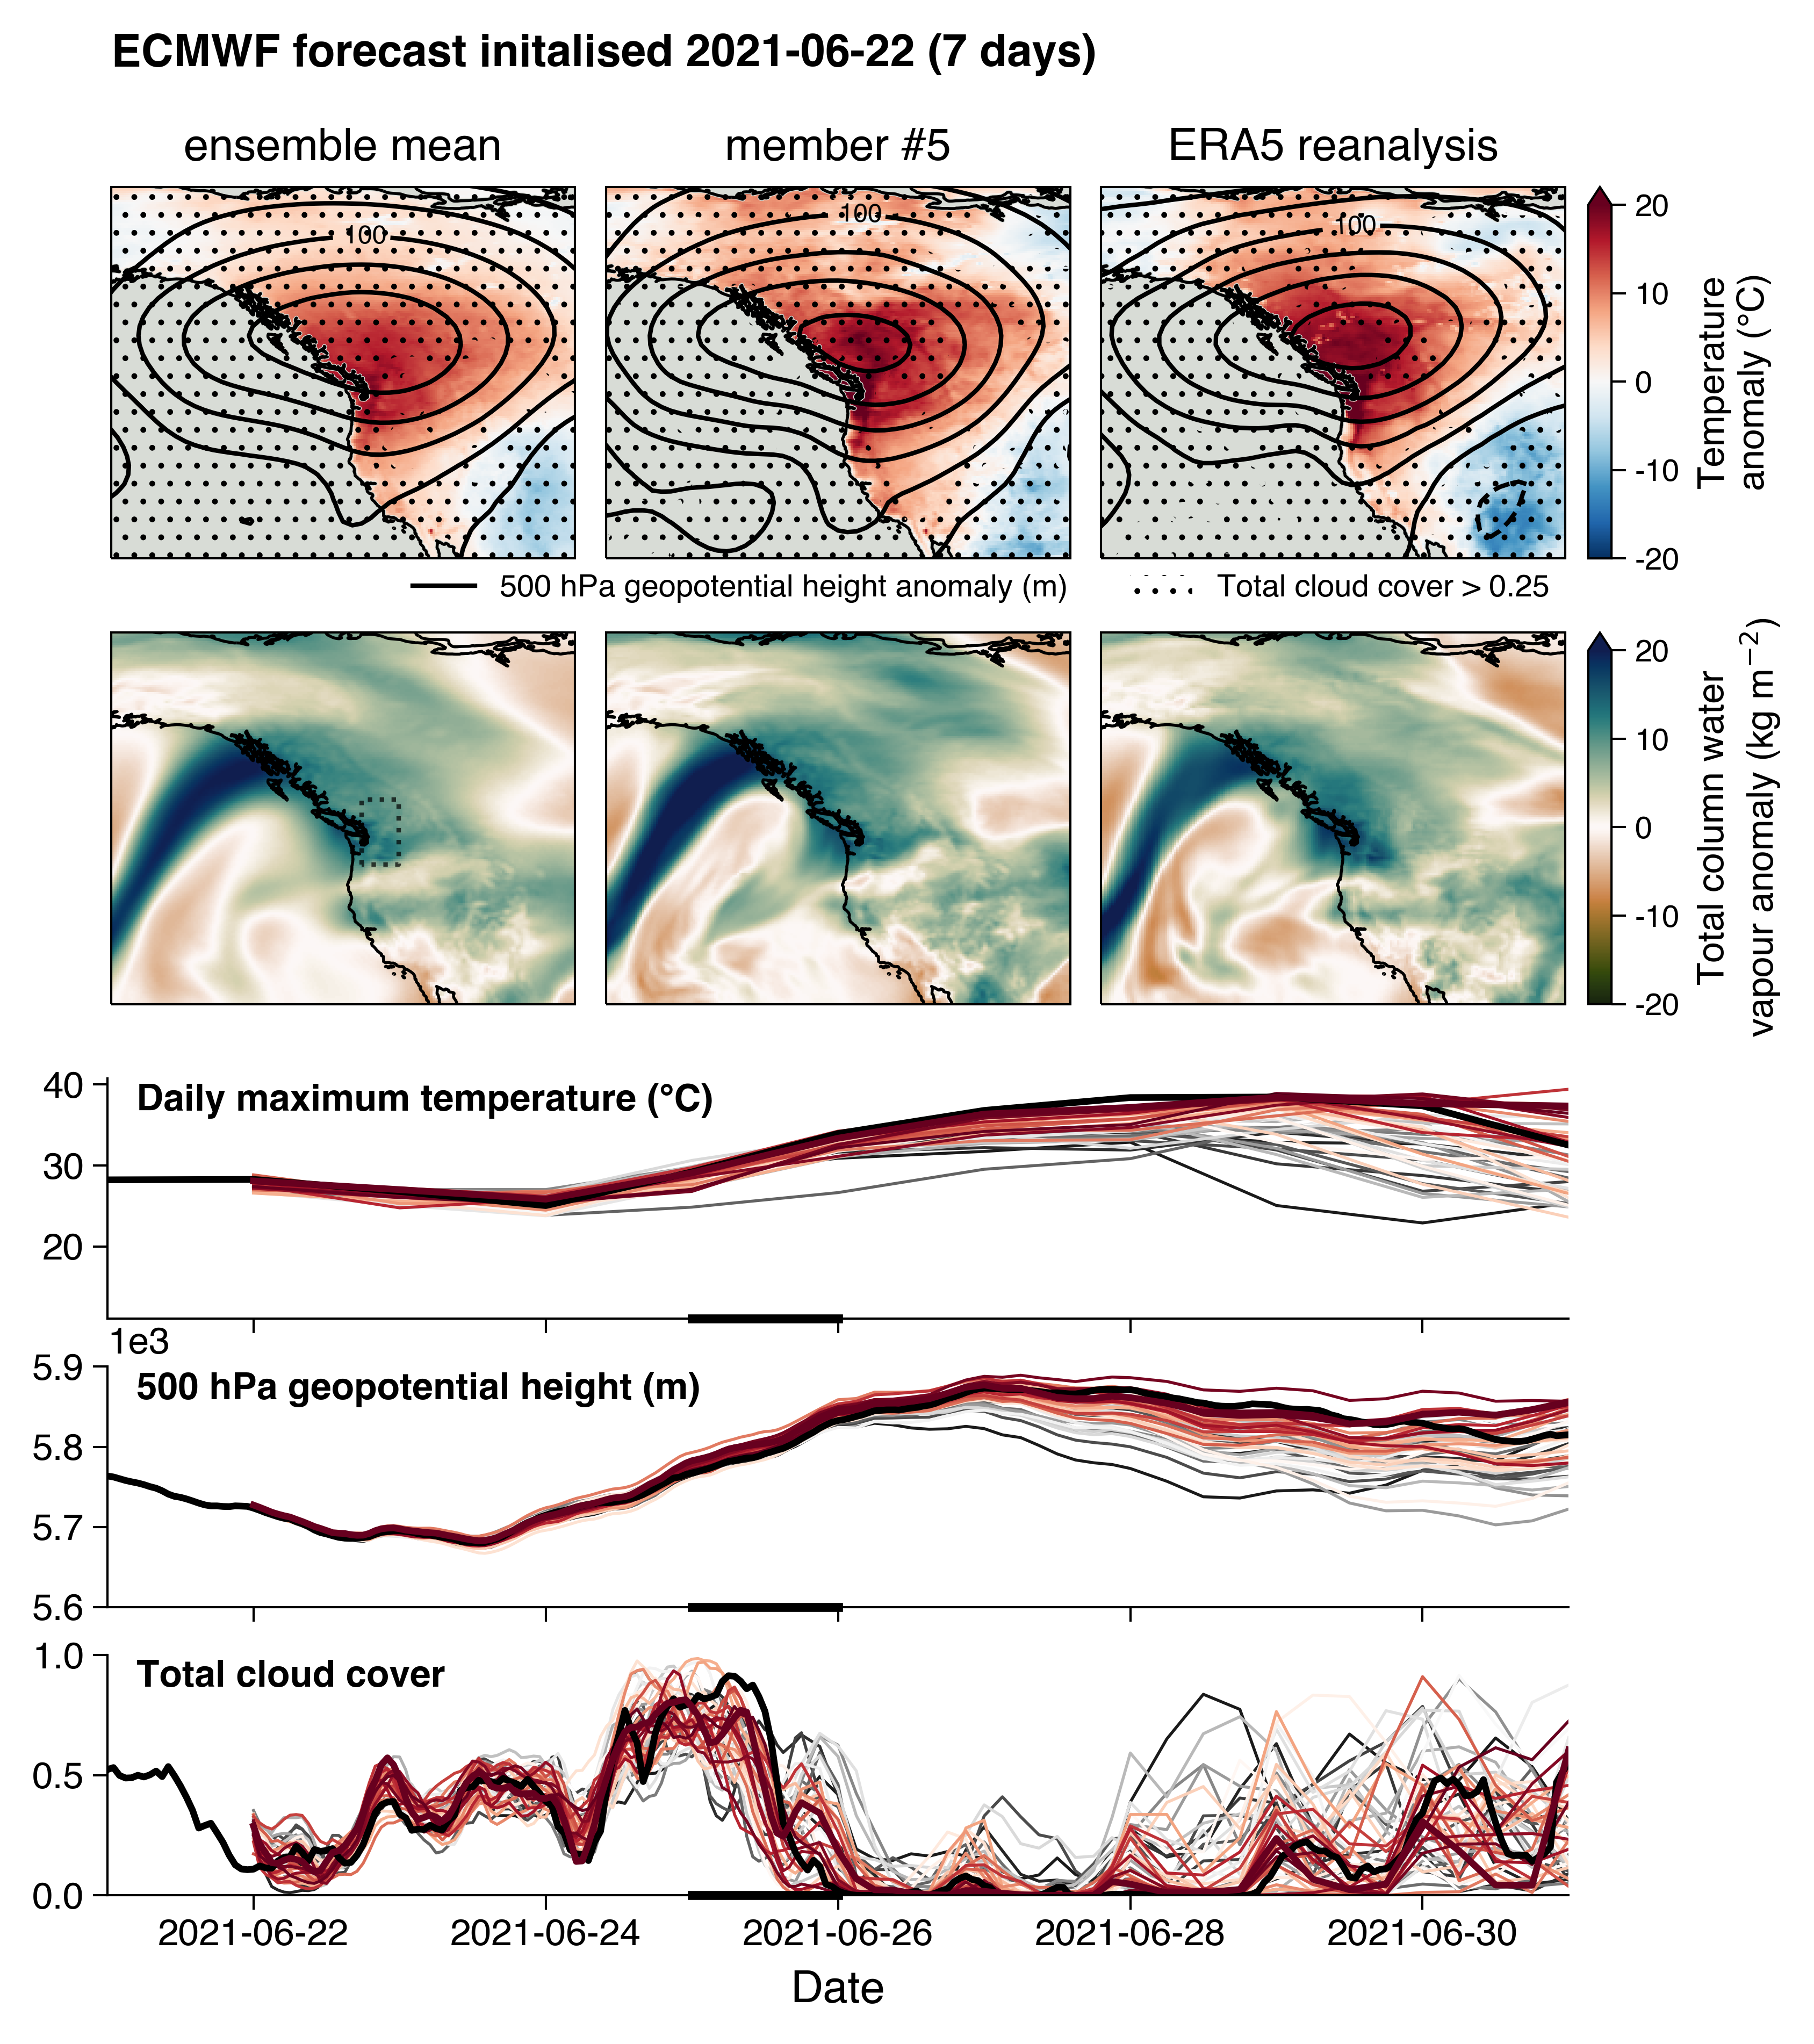 ECMWF forecast initalised 2021-06-22 (7 days)
ensemble mean
member #5
ERA5 reanalysis
100
100
100
20
10
0
-10
-20
Temperature
anomaly (°C)
500 hPa geopotential height anomaly (m)
Total cloud cover > 0.25
20
10
0
-10
-20
Total column water
vapour anomaly (kg m⁻²)
Daily maximum temperature (°C)
40
30
20
1e3
500 hPa geopotential height (m)
5.9
5.8
5.7
5.6
Total cloud cover
1.0
0.5
0.0
2021-06-22
2021-06-24
2021-06-26
2021-06-28
2021-06-30
Date